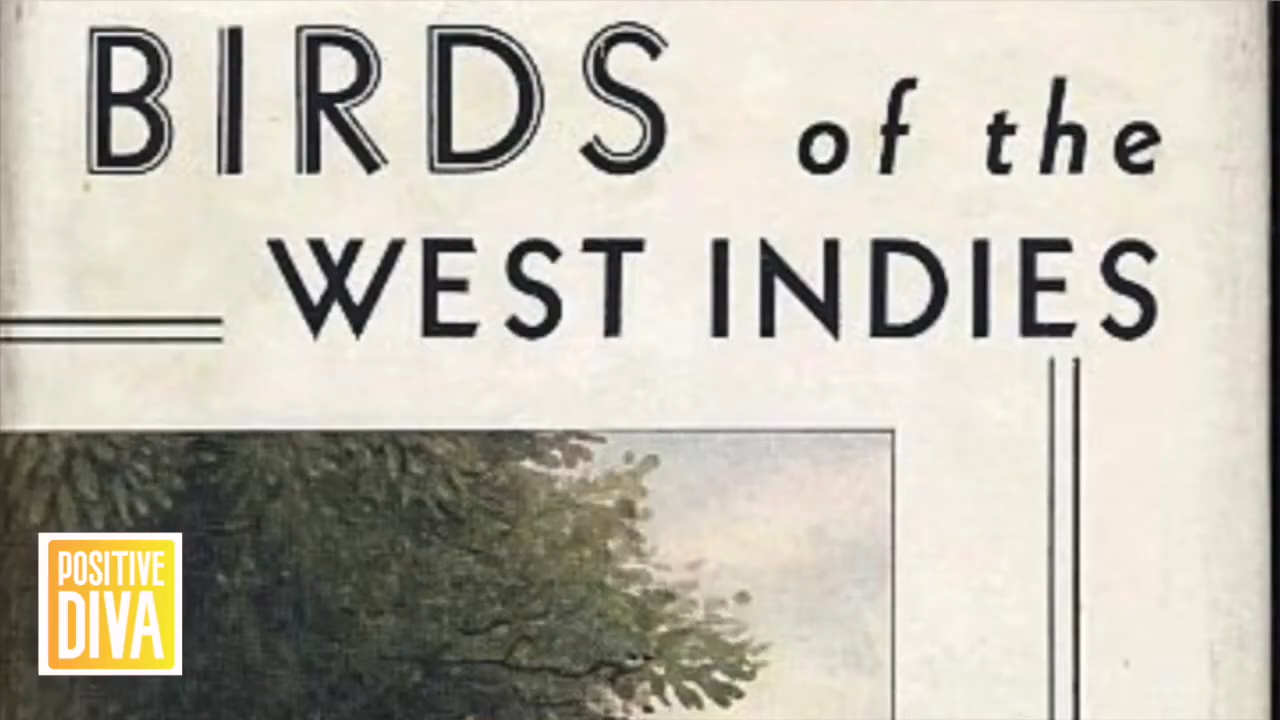 BIRDS of the
WEST INDIES
POSITIVE
DIVA